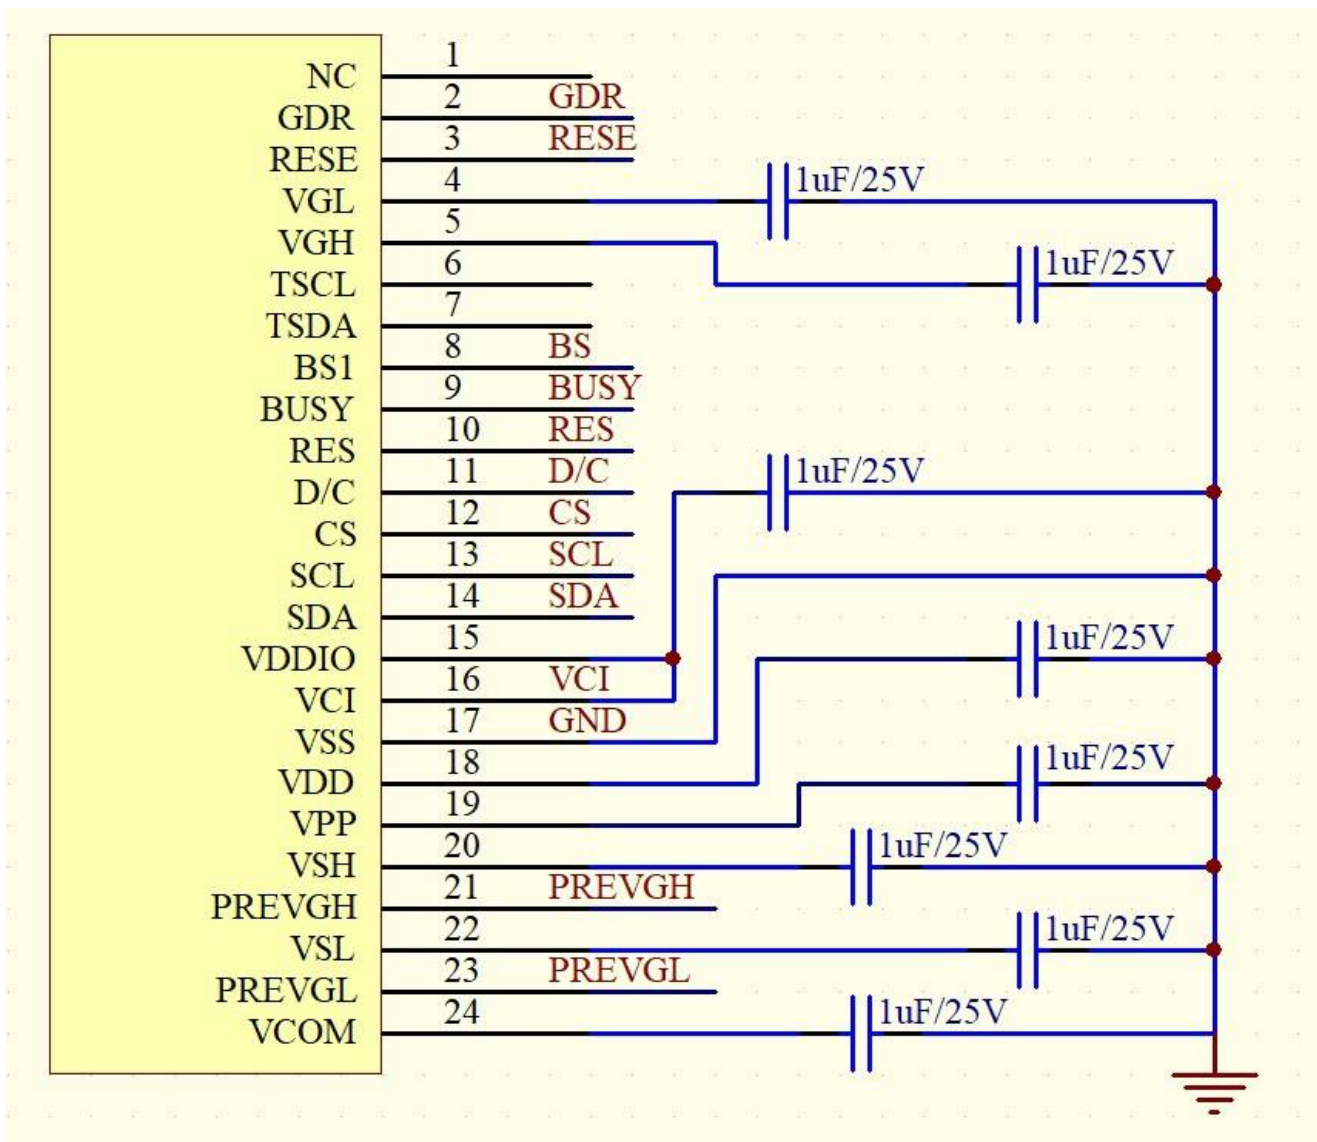 1
NC
2 GDR
GDR
3 RESE
RESE
4 1uF/25V
VGL
5
VGH
6 1uF/25V
TSCL
7
TSDA
8 BS
BS1
9 BUSY
BUSY
10 RES
RES
11 D/C 1uF/25V
D/C
12 CS
CS
13 SCL
SCL
14 SDA
SDA
15 1uF/25V
VDDIO
16 VCI
VCI
17 GND
VSS
18 1uF/25V
VDD
19
VPP
20 1uF/25V
VSH
21 PREVGH
PREVGH
22 1uF/25V
VSL
23 PREVGL
PREVGL
24 1uF/25V
VCOM